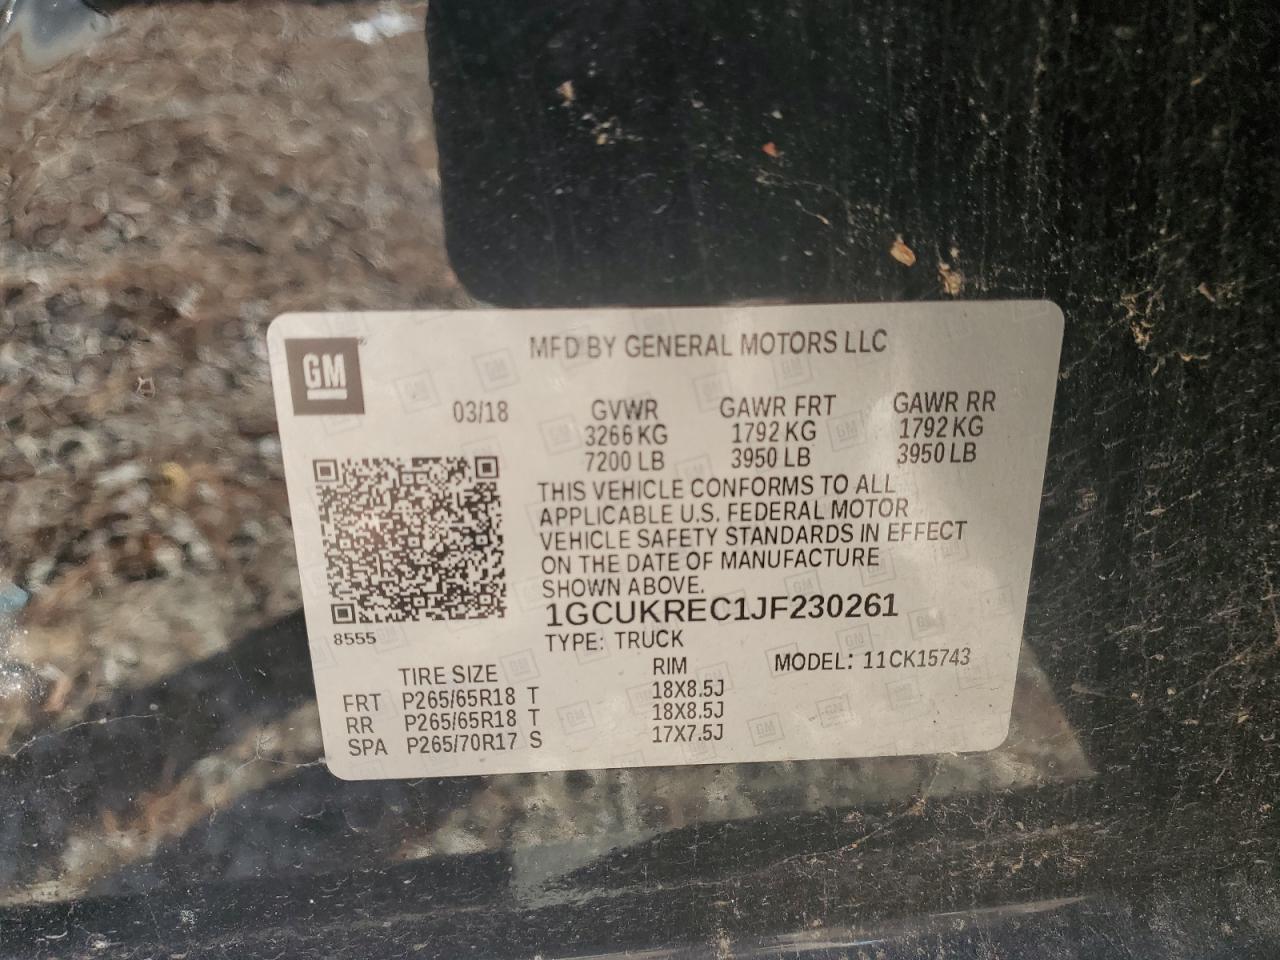 GM
MFD BY GENERAL MOTORS LLC
03/18 GVWR GAWR FRT GAWR RR
3266 KG 1792 KG 1792 KG
7200 LB 3950 LB 3950 LB
THIS VEHICLE CONFORMS TO ALL
APPLICABLE U.S. FEDERAL MOTOR
VEHICLE SAFETY STANDARDS IN EFFECT
ON THE DATE OF MANUFACTURE
SHOWN ABOVE.
1GCUKREC1JF230261
8555
TYPE: TRUCK
MODEL: 11CK15743
TIRE SIZE RIM
FRT P265/65R18 T 18X8.5J
RR P265/65R18 T 18X8.5J
SPA P265/70R17 S 17X7.5J